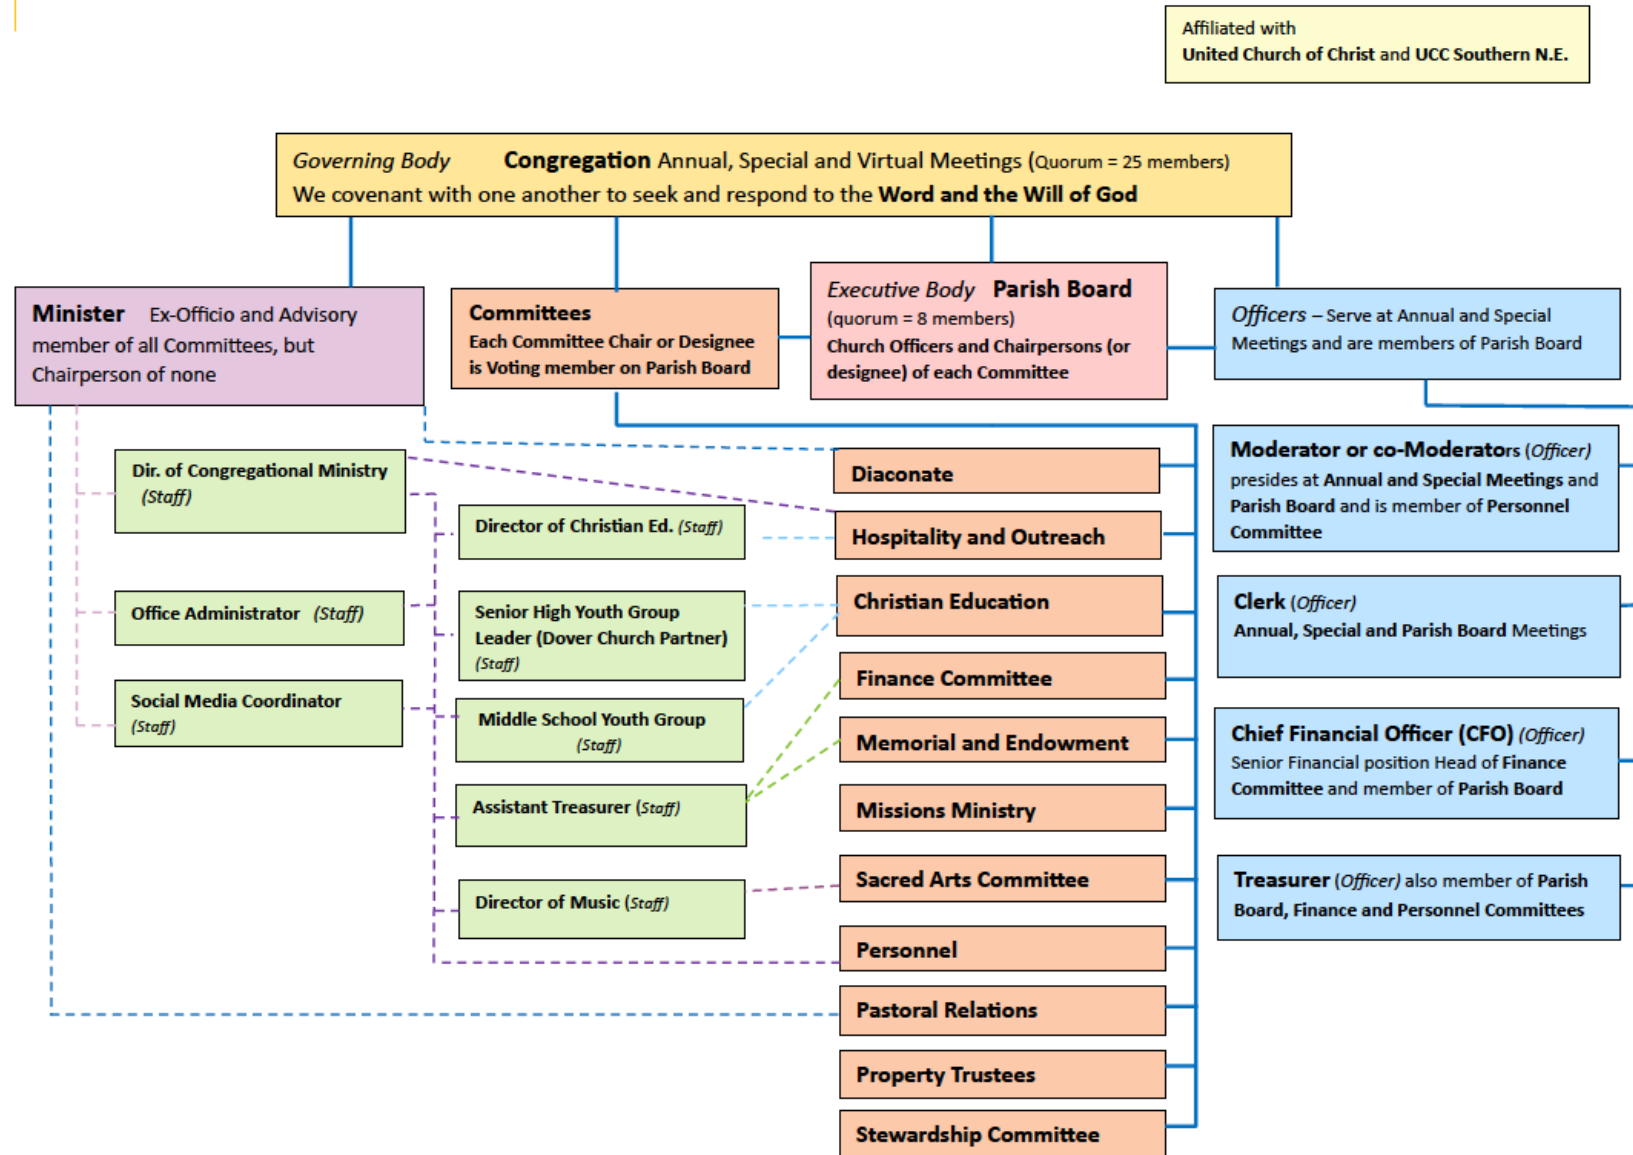 Affiliated with
United Church of Christ and UCC Southern N.E.
Governing Body Congregation Annual, Special and Virtual Meetings (Quorum = 25 members)
We covenant with one another to seek and respond to the Word and the Will of God
Minister Ex-Officio and Advisory
member of all Committees, but
Chairperson of none
Committees
Each Committee Chair or Designee
is Voting member on Parish Board
Executive Body Parish Board
(quorum = 8 members)
Church Officers and Chairpersons (or
designee) of each Committee
Officers – Serve at Annual and Special
Meetings and are members of Parish Board
Dir. of Congregational Ministry
(Staff)
Office Administrator (Staff)
Social Media Coordinator
(Staff)
Director of Christian Ed. (Staff)
Senior High Youth Group
Leader (Dover Church Partner)
(Staff)
Middle School Youth Group
(Staff)
Assistant Treasurer (Staff)
Director of Music (Staff)
Diaconate
Hospitality and Outreach
Christian Education
Finance Committee
Memorial and Endowment
Missions Ministry
Sacred Arts Committee
Personnel
Pastoral Relations
Property Trustees
Stewardship Committee
Moderator or co-Moderators (Officer)
presides at Annual and Special Meetings and
Parish Board and is member of Personnel
Committee
Clerk (Officer)
Annual, Special and Parish Board Meetings
Chief Financial Officer (CFO) (Officer)
Senior Financial position Head of Finance
Committee and member of Parish Board
Treasurer (Officer) also member of Parish
Board, Finance and Personnel Committees